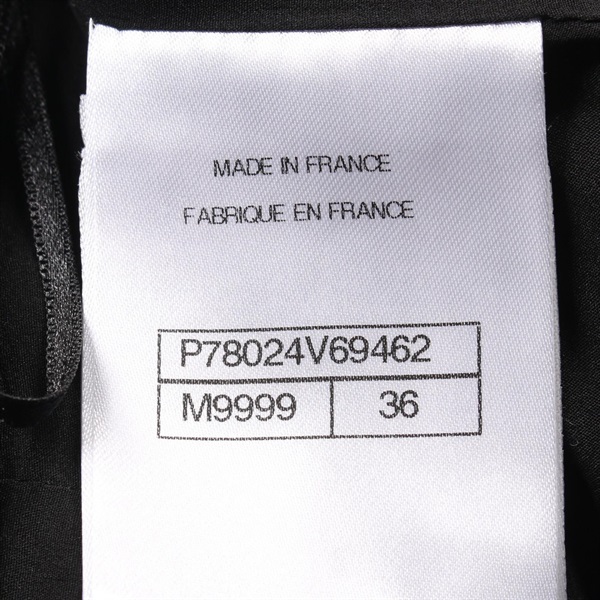 MADE IN FRANCE
FABRIQUE EN FRANCE
P78024V69462
M9999 36